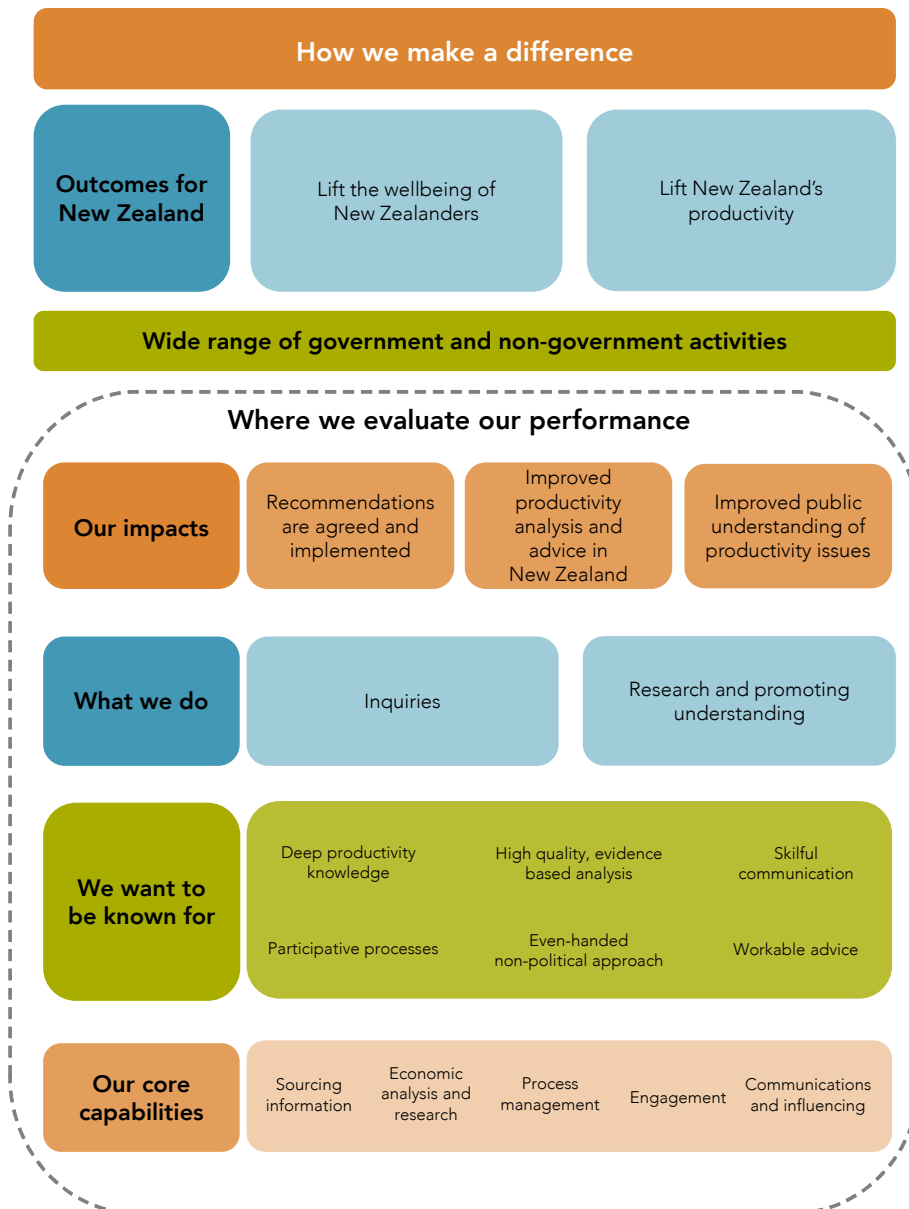 How we make a difference
Outcomes for
New Zealand
Lift the wellbeing of
New Zealanders
Lift New Zealand's
productivity
Wide range of government and non-government activities
Where we evaluate our performance
Our impacts
Recommendations
are agreed and
implemented
Improved
productivity
analysis and
advice in
New Zealand
Improved public
understanding of
productivity issues
What we do
Inquiries
Research and promoting
understanding
We want to
be known for
Deep productivity
knowledge
High quality, evidence
based analysis
Skilful
communication
Participative processes
Even-handed
non-political approach
Workable advice
Our core
capabilities
Sourcing
information
Economic
analysis and
research
Process
management
Engagement
Communications
and influencing